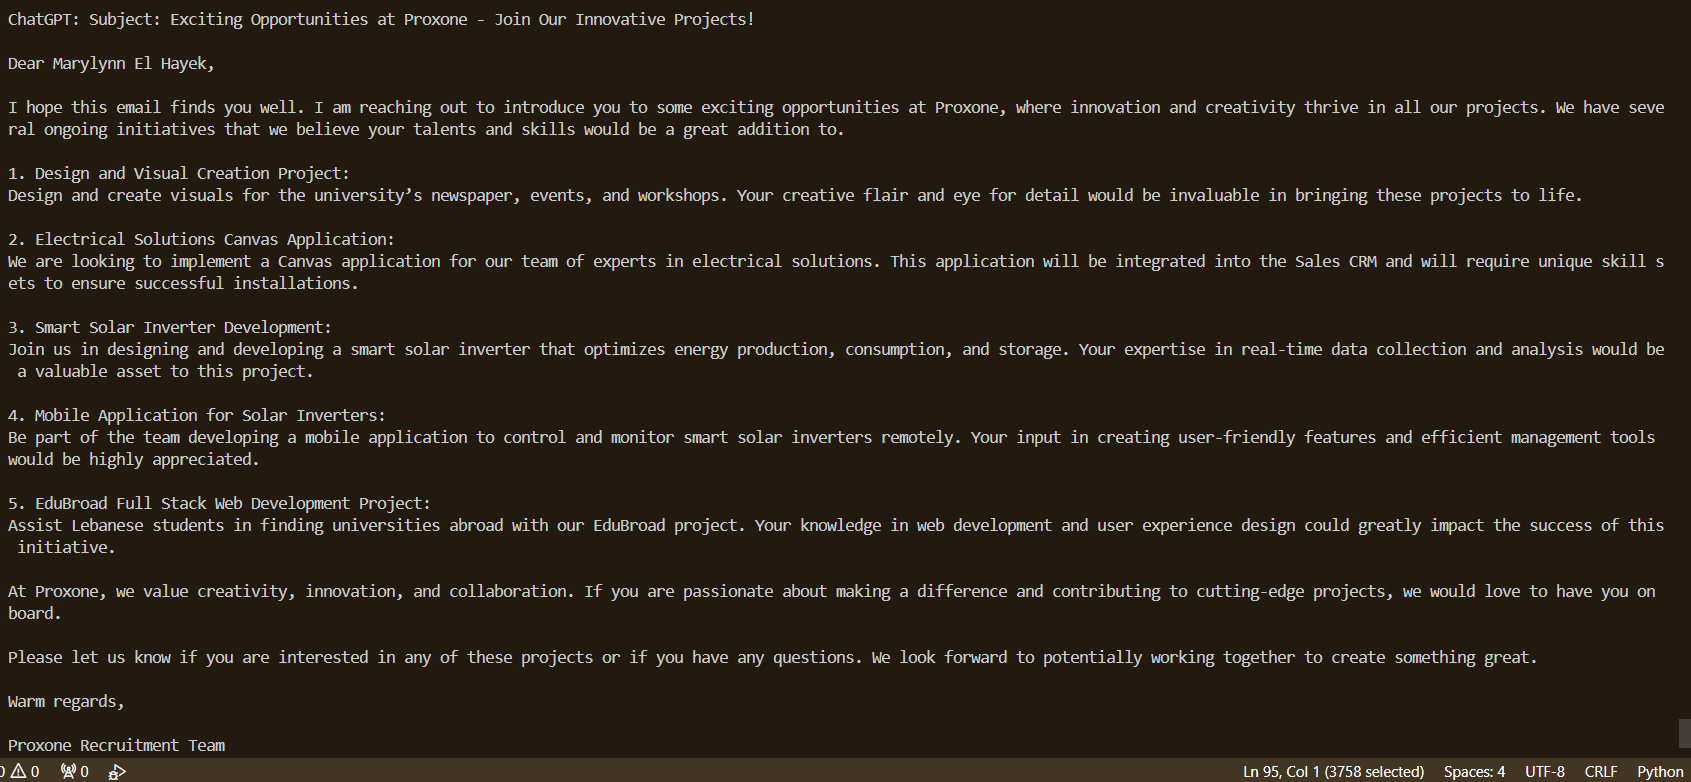 ChatGPT: Subject: Exciting Opportunities at Proxone - Join Our Innovative Projects!
Dear Marylynn El Hayek,
I hope this email finds you well. I am reaching out to introduce you to some exciting opportunities at Proxone, where innovation and creativity thrive in all our projects. We have seve
ral ongoing initiatives that we believe your talents and skills would be a great addition to.
1. Design and Visual Creation Project:
Design and create visuals for the university’s newspaper, events, and workshops. Your creative flair and eye for detail would be invaluable in bringing these projects to life.
2. Electrical Solutions Canvas Application:
We are looking to implement a Canvas application for our team of experts in electrical solutions. This application will be integrated into the Sales CRM and will require unique skill s
ets to ensure successful installations.
3. Smart Solar Inverter Development:
Join us in designing and developing a smart solar inverter that optimizes energy production, consumption, and storage. Your expertise in real-time data collection and analysis would be
a valuable asset to this project.
4. Mobile Application for Solar Inverters:
Be part of the team developing a mobile application to control and monitor smart solar inverters remotely. Your input in creating user-friendly features and efficient management tools
would be highly appreciated.
5. EduBroad Full Stack Web Development Project:
Assist Lebanese students in finding universities abroad with our EduBroad project. Your knowledge in web development and user experience design could greatly impact the success of this
initiative.
At Proxone, we value creativity, innovation, and collaboration. If you are passionate about making a difference and contributing to cutting-edge projects, we would love to have you on
board.
Please let us know if you are interested in any of these projects or if you have any questions. We look forward to potentially working together to create something great.
Warm regards,
Proxone Recruitment Team
0 0 0 Ln 95, Col 1 (3758 selected) Spaces: 4 UTF-8 CRLF Python